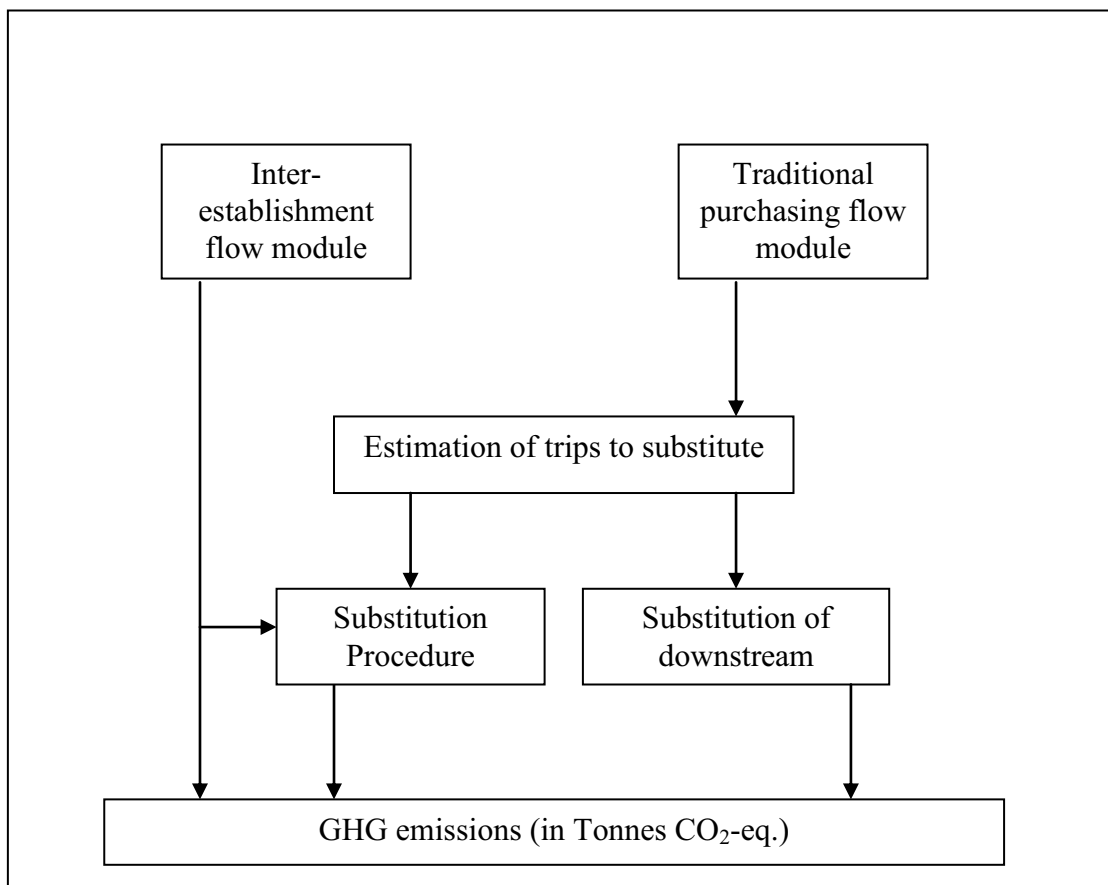 Inter-
establishment
flow module
Traditional
purchasing flow
module
Estimation of trips to substitute
Substitution
Procedure
Substitution of
downstream
GHG emissions (in Tonnes CO₂-eq.)